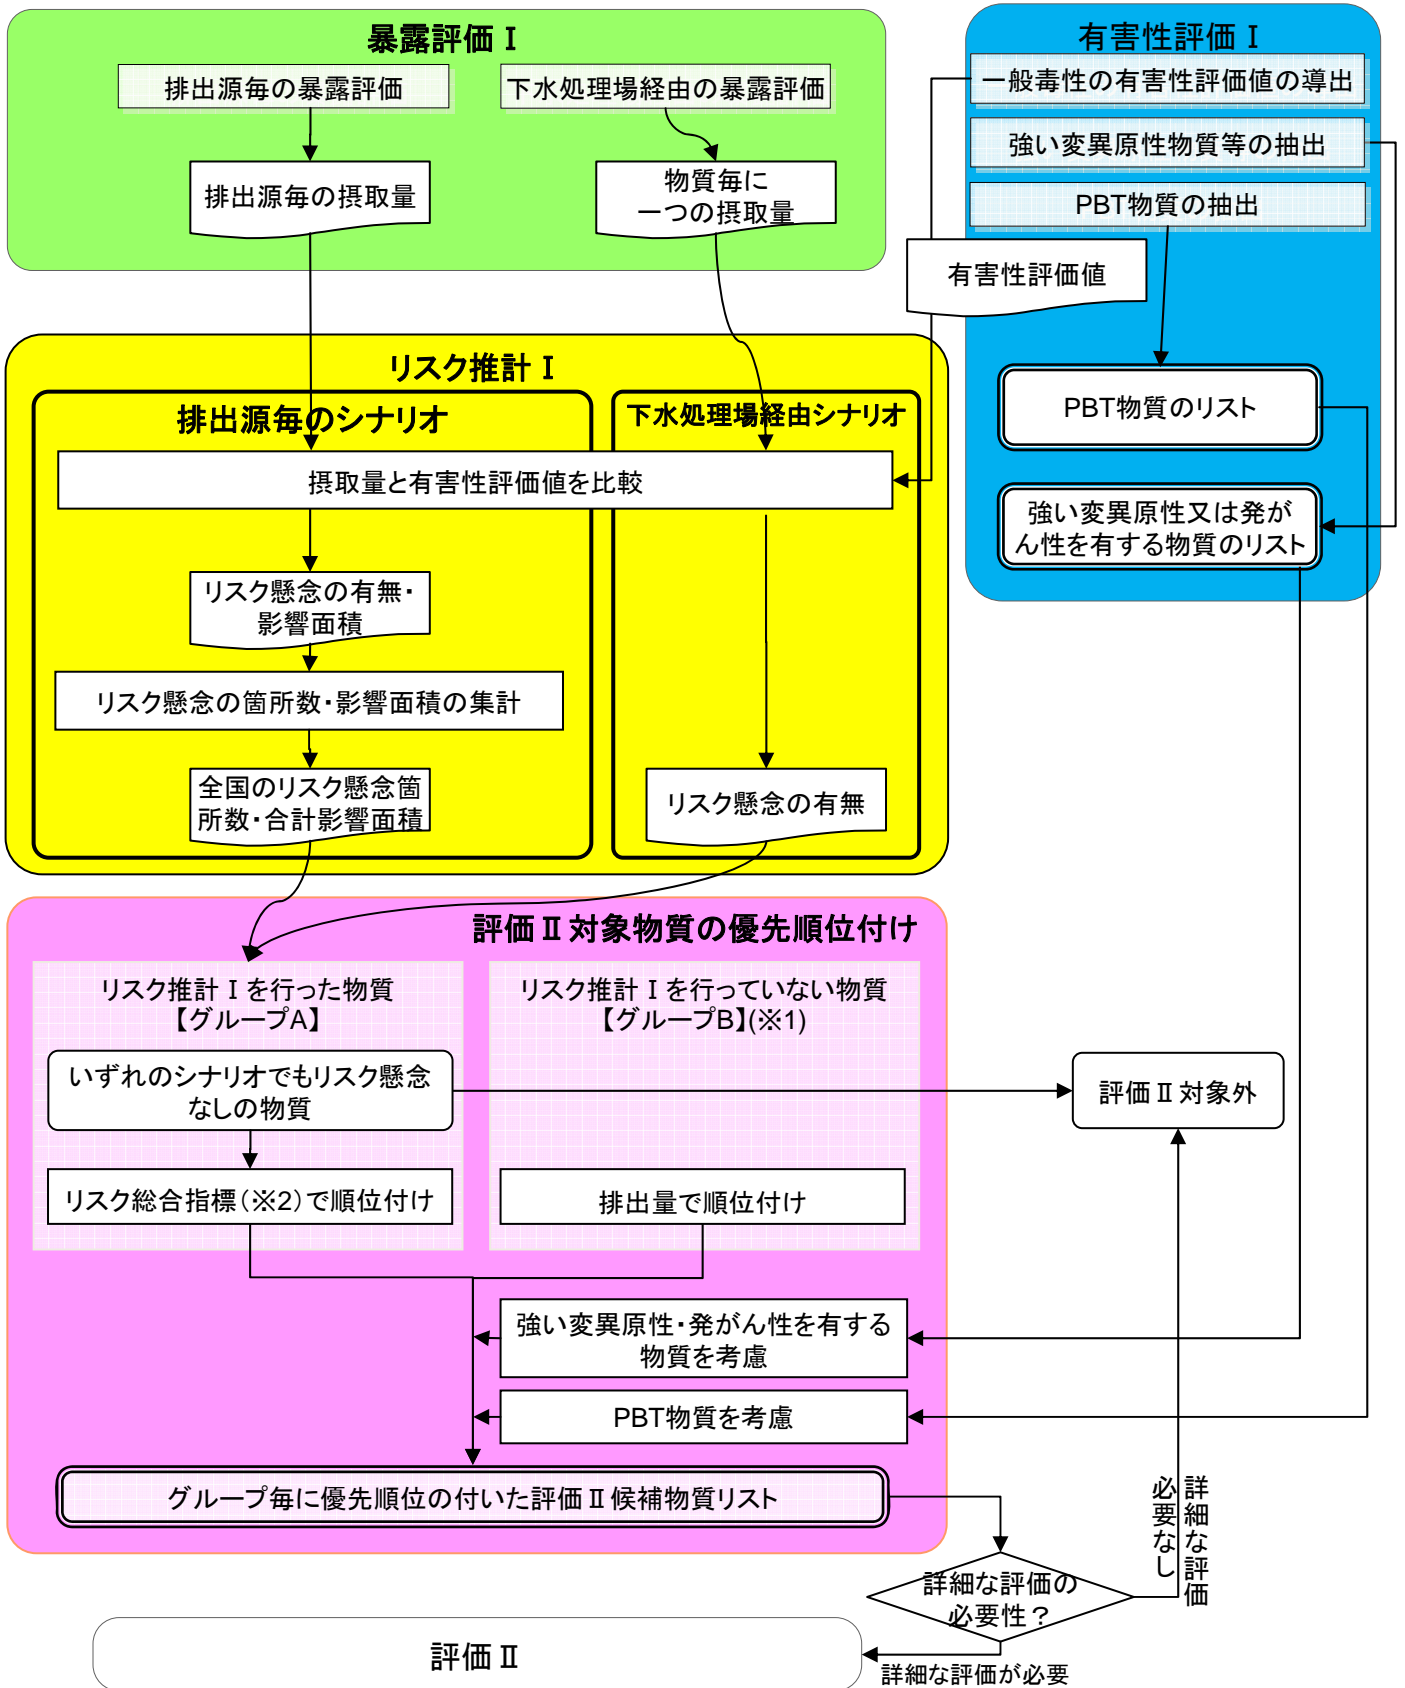 暴露評価Ⅰ
排出源毎の暴露評価
下水処理場経由の暴露評価
排出源毎の摂取量
物質毎に
一つの摂取量
有害性評価Ⅰ
一般毒性の有害性評価値の導出
強い変異原性物質等の抽出
PBT物質の抽出
有害性評価値
PBT物質のリスト
強い変異原性又は発が
ん性を有する物質のリスト
リスク推計Ⅰ
排出源毎のシナリオ
下水処理場経由シナリオ
摂取量と有害性評価値を比較
リスク懸念の有無・
影響面積
リスク懸念の箇所数・影響面積の集計
全国のリスク懸念箇
所数・合計影響面積
リスク懸念の有無
評価Ⅱ対象物質の優先順位付け
リスク推計Ⅰを行った物質
【グループA】
リスク推計Ⅰを行っていない物質
【グループB】(※1)
いずれのシナリオでもリスク懸念
なしの物質
評価Ⅱ対象外
リスク総合指標(※2)で順位付け
排出量で順位付け
強い変異原性・発がん性を有する
物質を考慮
PBT物質を考慮
グループ毎に優先順位の付いた評価Ⅱ候補物質リスト
詳細な評価の
必要性？
詳細な評価
必要なし
詳細な評価が必要
評価Ⅱ